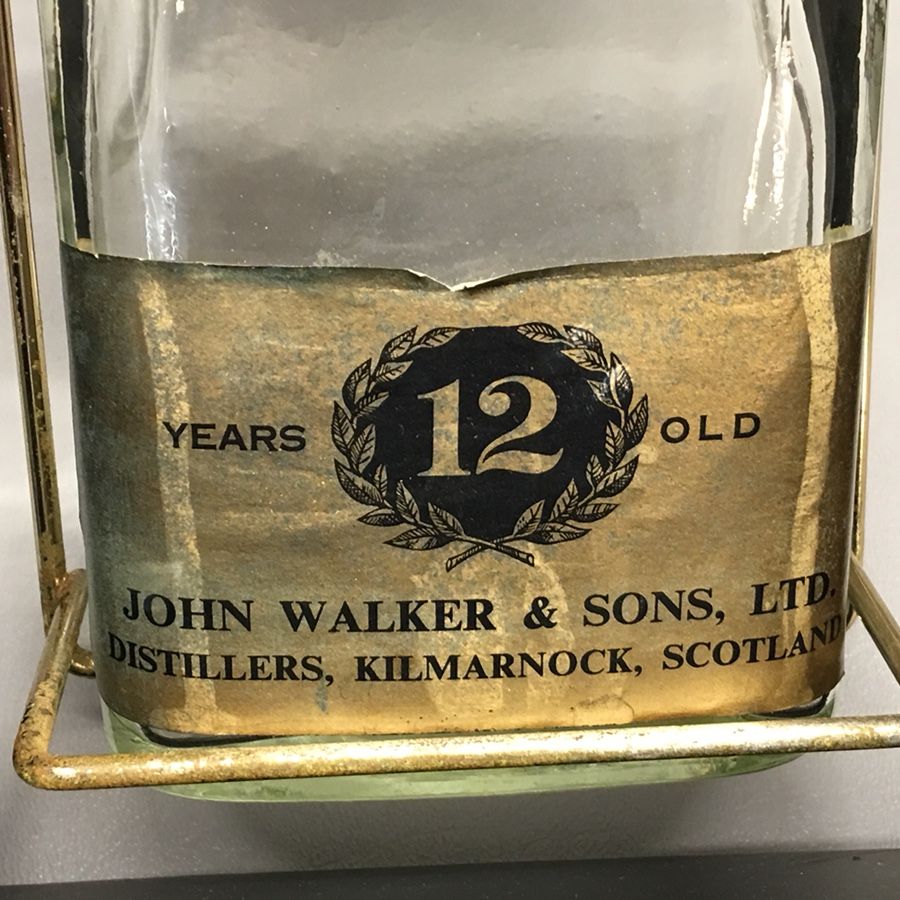 YEARS 12 OLD
JOHN WALKER & SONS, LTD.
DISTILLERS, KILMARNOCK, SCOTLAND